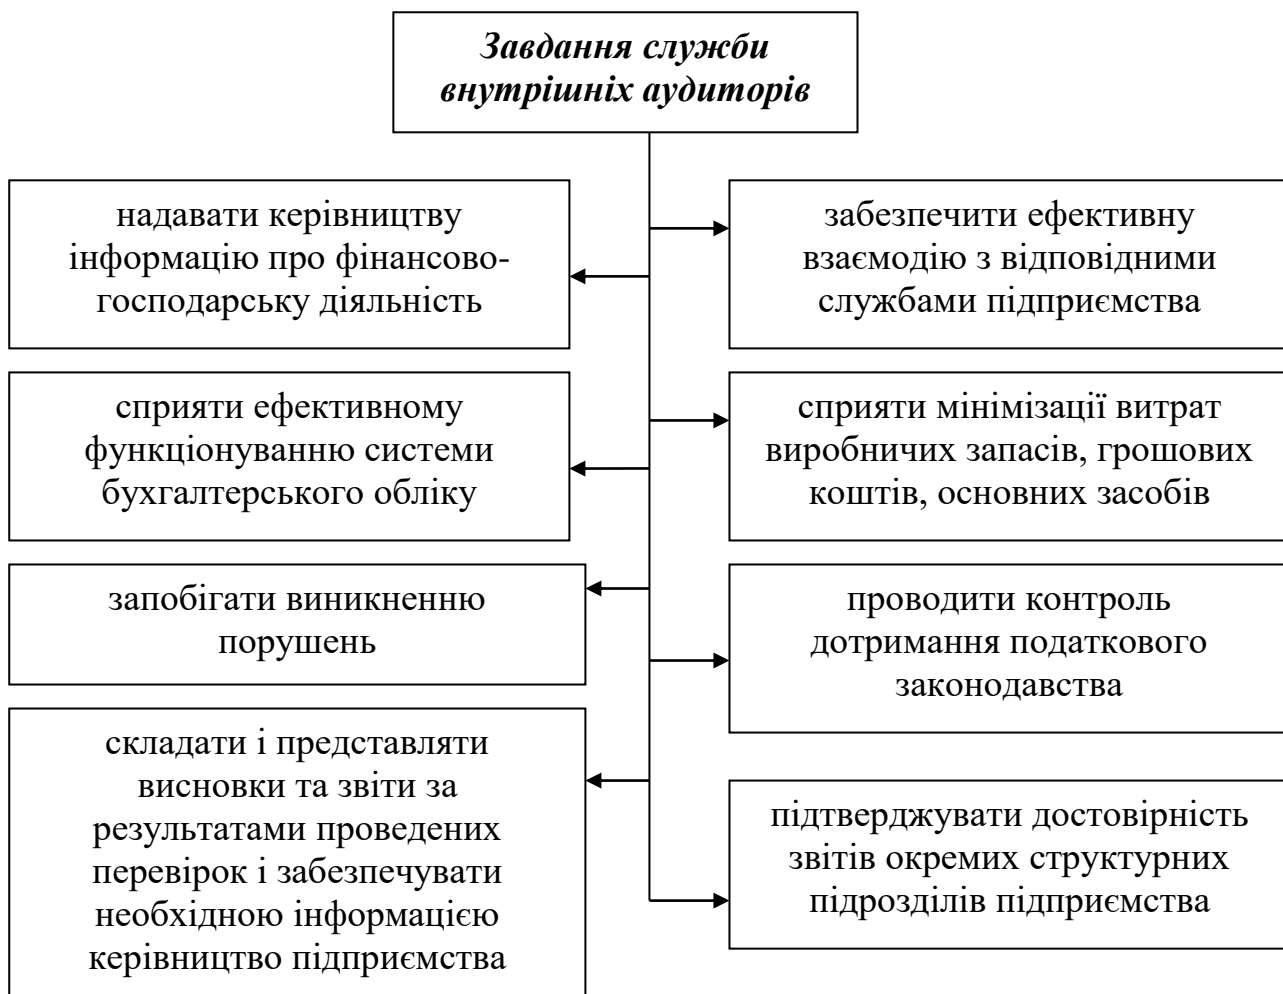 Завдання служби
внутрішніх аудиторів
надавати керівництву
інформацію про фінансово-
господарську діяльність
забезпечити ефективну
взаємодію з відповідними
службами підприємства
сприяти ефективному
функціонуванню системи
бухгалтерського обліку
сприяти мінімізації витрат
виробничих запасів, грошових
коштів, основних засобів
запобігати виникненню
порушень
проводити контроль
дотримання податкового
законодавства
складати і представляти
висновки та звіти за
результатами проведених
перевірок і забезпечувати
необхідною інформацією
керівництво підприємства
підтверджувати достовірність
звітів окремих структурних
підрозділів підприємства